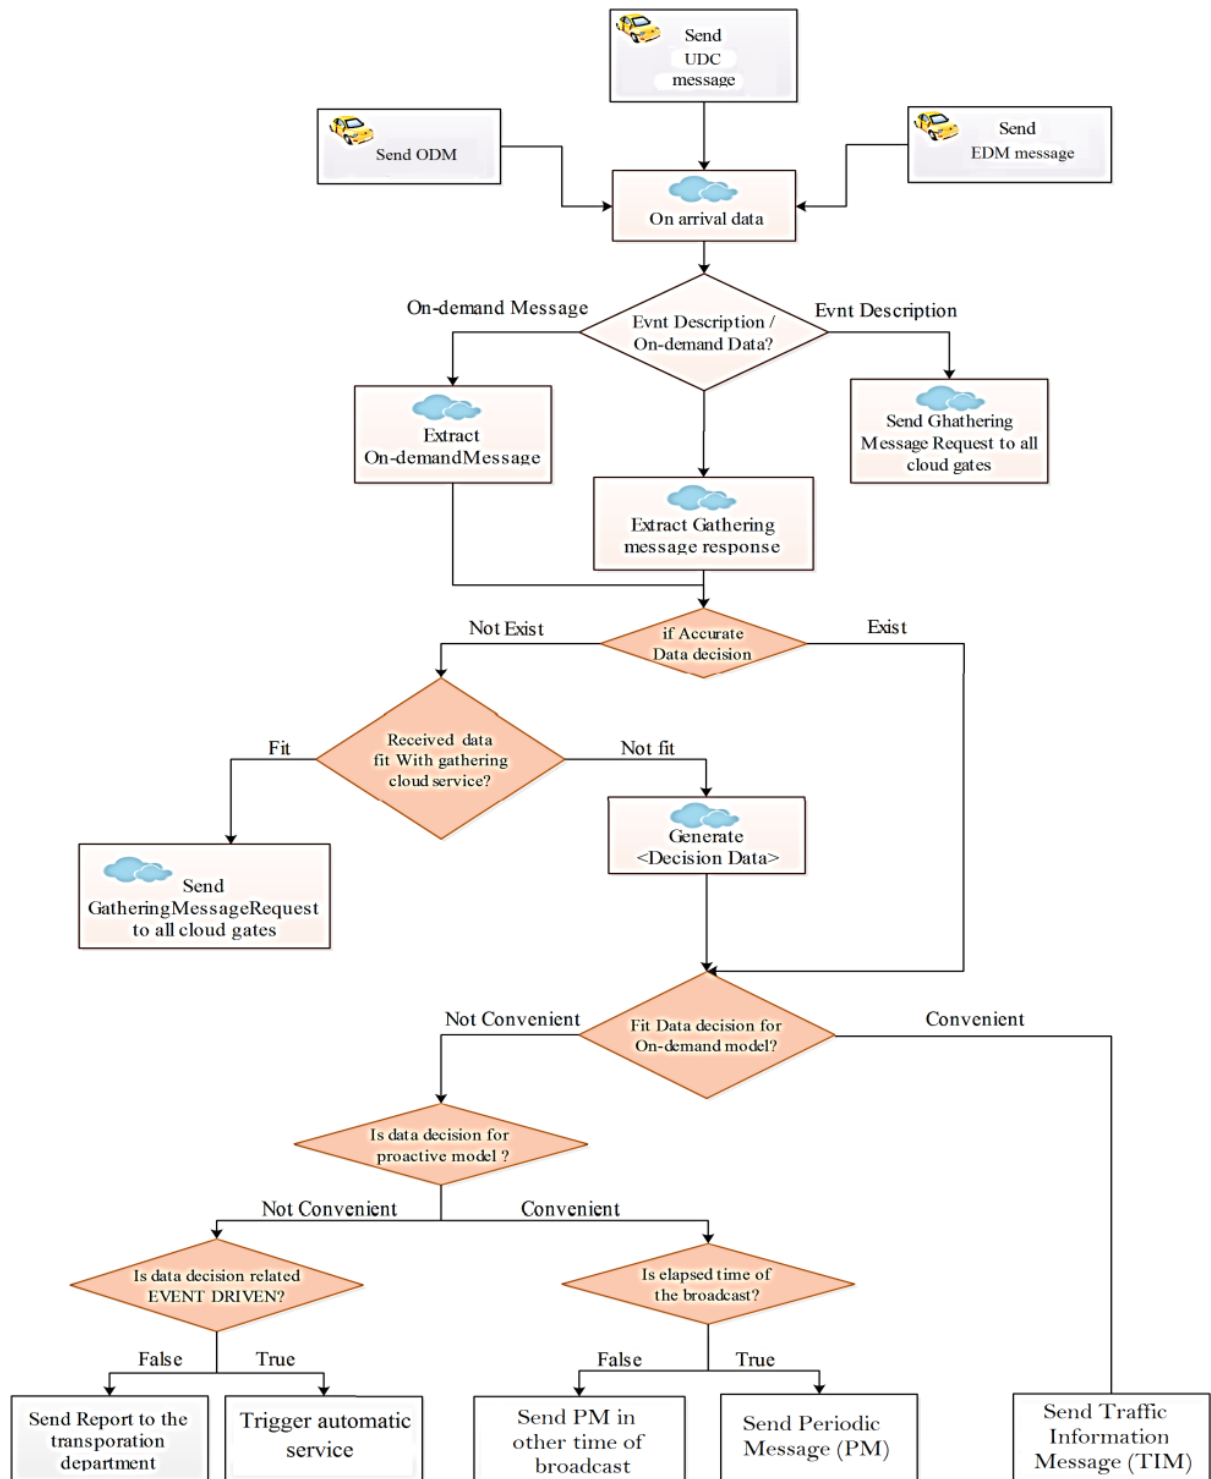 Send
UDC
message
Send ODM
Send
EDM message
On arrival data
On-demand Message
Evnt Description
Evnt Description /
On-demand Data?
Extract
On-demandMessage
Send Ghathering
Message Request to all
cloud gates
Extract Gathering
message response
Not Exist
if Accurate
Data decision
Exist
Fit
Received data
fit With gathering
cloud service?
Not fit
Generate
<Decision Data>
Send
GatheringMessageRequest
to all cloud gates
Not Convenient
Fit Data decision for
On-demand model?
Convenient
Is data decision for
proactive model ?
Not Convenient
Convenient
Is data decision related
EVENT DRIVEN?
Is elapsed time of
the broadcast?
False
True
False
True
Send Report to the
transporation
department
Trigger automatic
service
Send PM in
other time of
broadcast
Send Periodic
Message (PM)
Send Traffic
Information
Message (TIM)